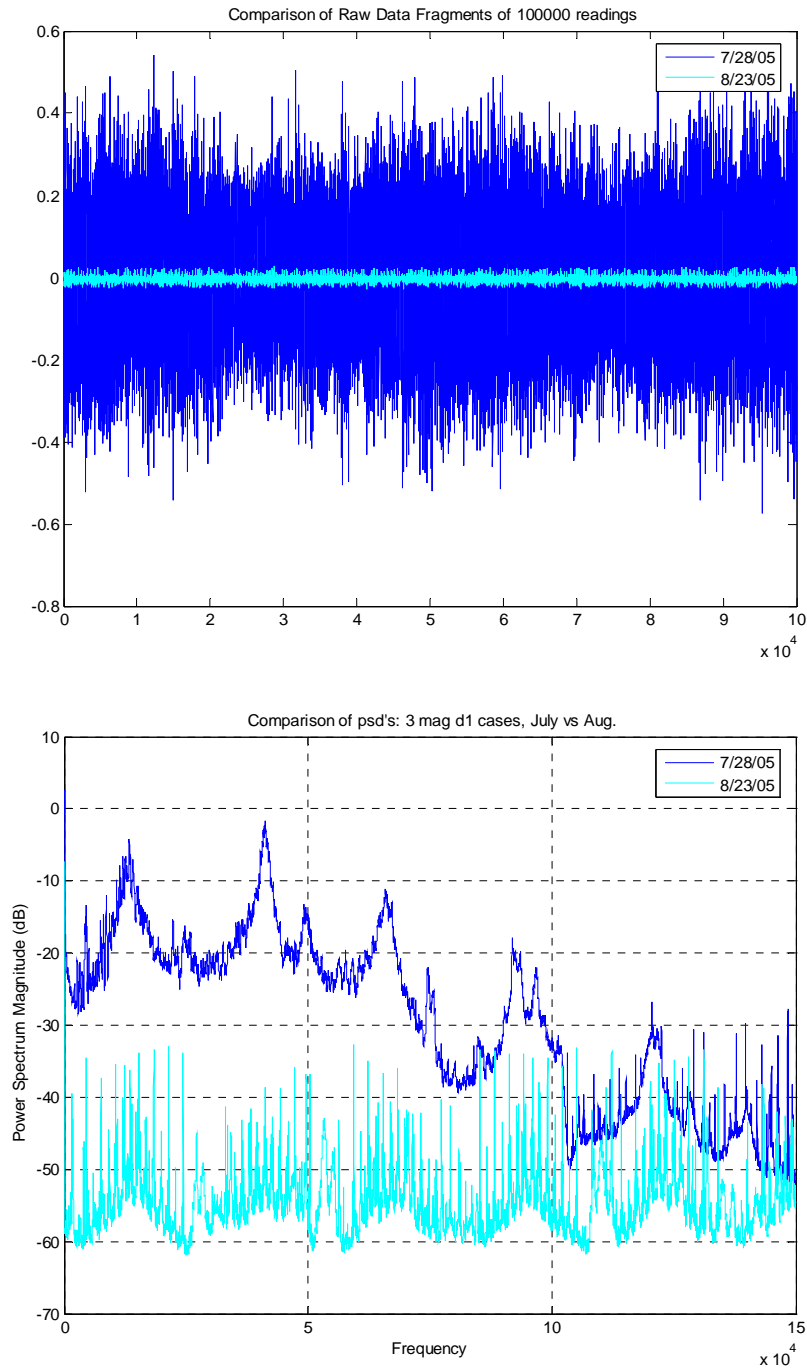 Comparison of Raw Data Fragments of 100000 readings
7/28/05
8/23/05
0.6
0.4
0.2
0
-0.2
-0.4
-0.6
-0.8
0 1 2 3 4 5 6 7 8 9 10
x 10^4
Comparison of psd's: 3 mag d1 cases, July vs Aug.
7/28/05
8/23/05
Power Spectrum Magnitude (dB)
10
0
-10
-20
-30
-40
-50
-60
-70
0 5 10 15
Frequency
x 10^4